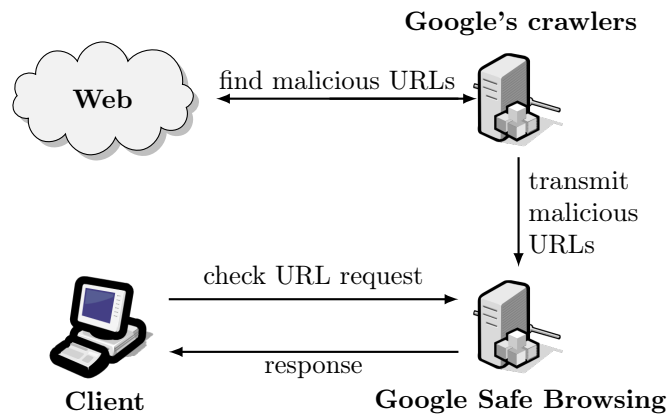 Google's crawlers
Web
find malicious URLs
transmit
malicious
URLs
check URL request
response
Client
Google Safe Browsing